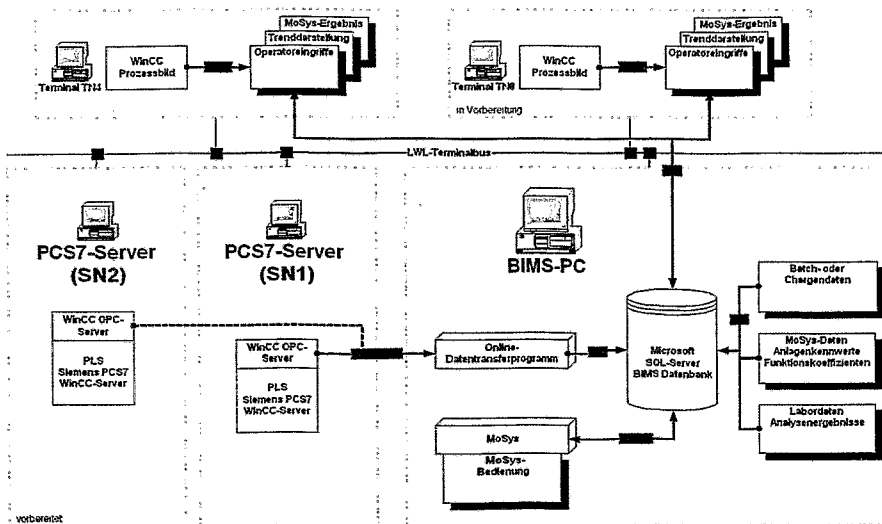 MoSys-Ergebnis
Trenddarstellung
Operatoreingriffe
WinCC
Prozessbild
MoSys-Ergebnis
Trenddarstellung
Operatoreingriffe
WinCC
Prozessbild
Terminal TN8
in Vorbereitung
LWL-Terminalbus
PCS7-Server
(SN2)
PCS7-Server
(SN1)
BIMS-PC
WinCC OPC-
Server
PLS
Siemens PCS7
WinCC-Server
WinCC OPC-
Server
PLS
Siemens PCS7
WinCC-Server
Online-
Datentransferprogramm
MoSys
MoSys-
Bedienung
Microsoft
SQL-Server
BIMS Datenbank
Batch- oder
Chargendaten
MoSys-Daten
Anlagenkennwerte
Funktionskoeffizienten
Labordaten
Analysenergebnisse
vorbereitet